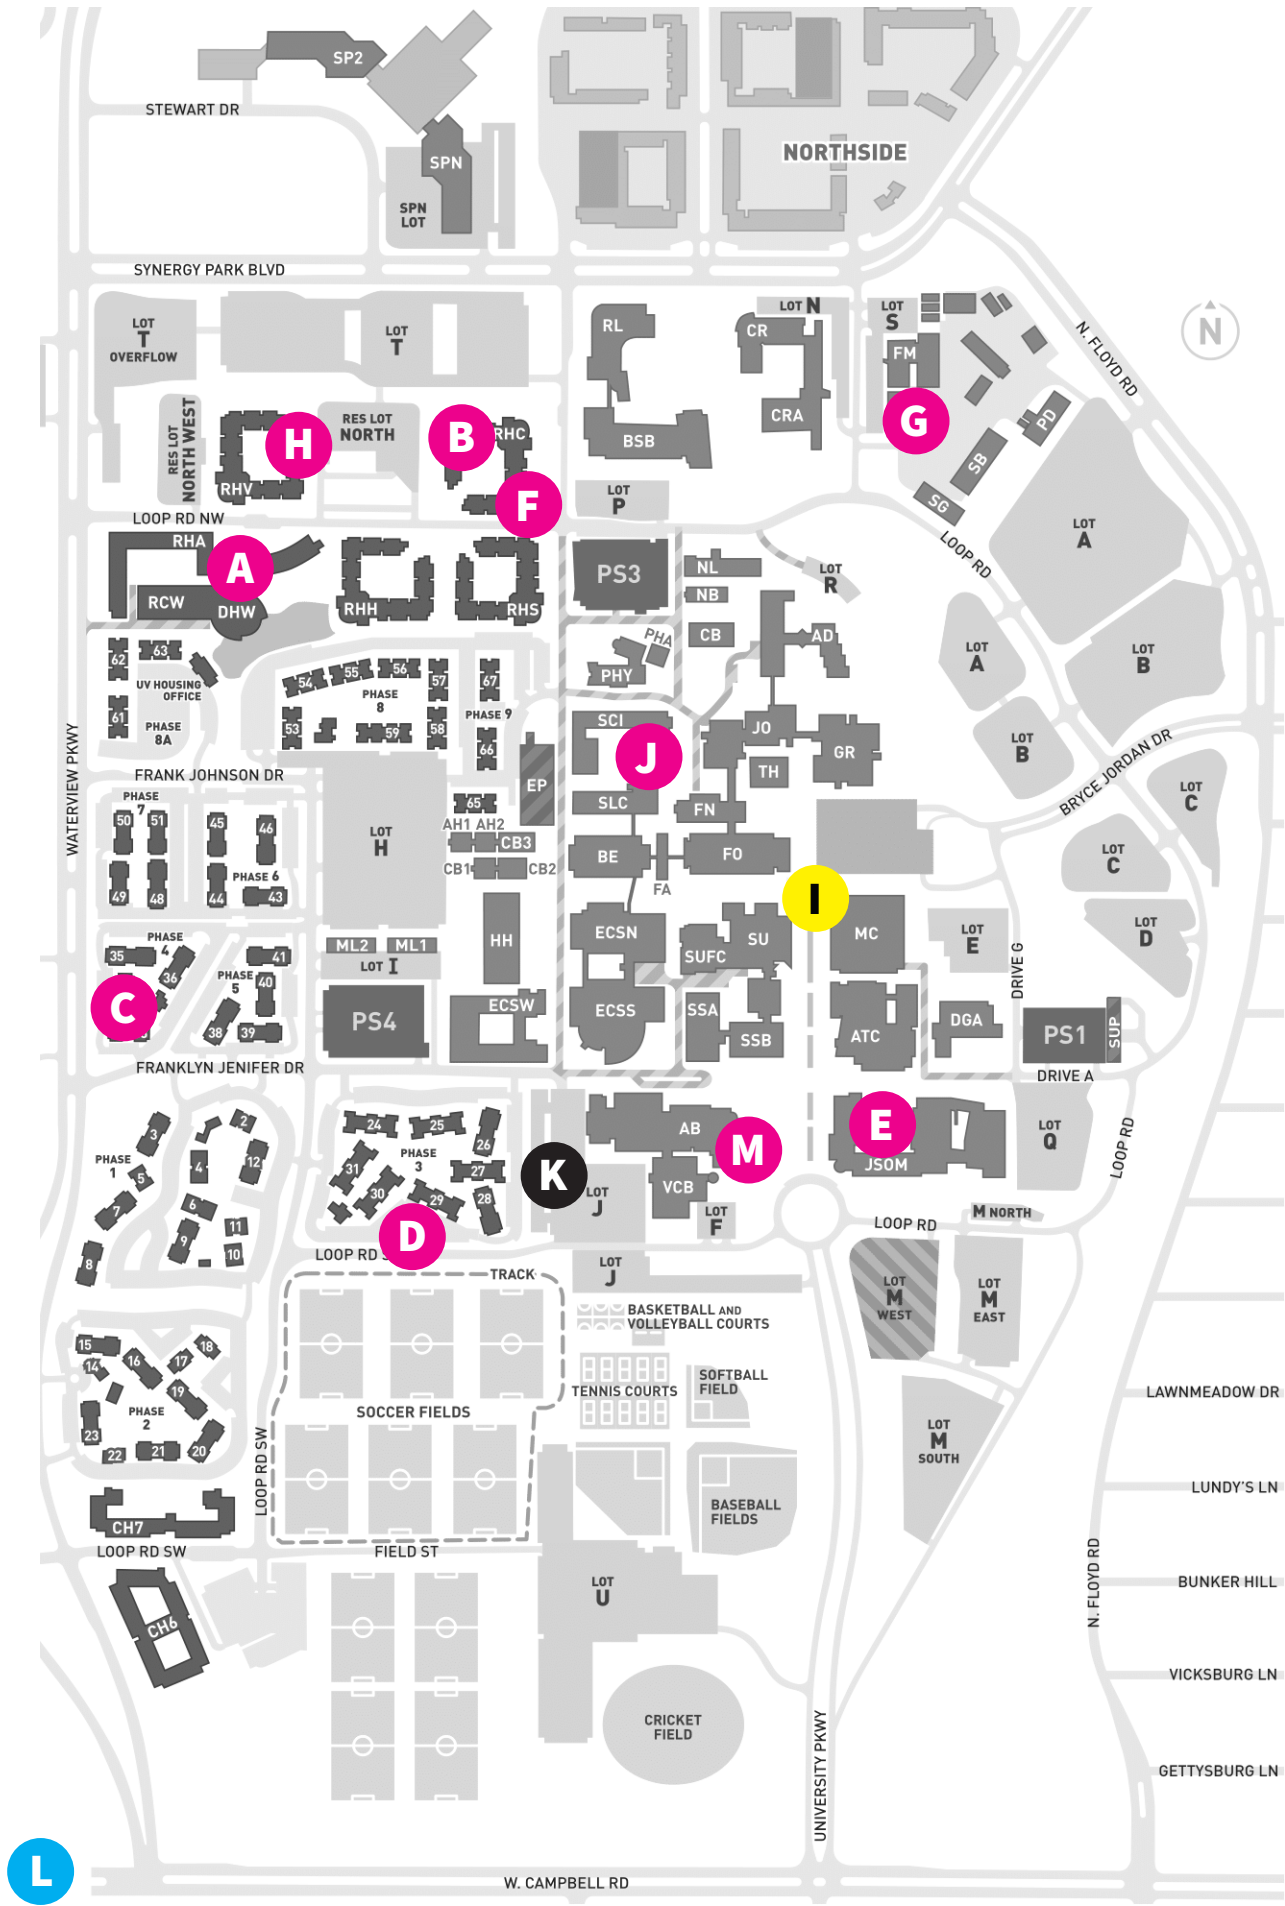 SP2
STEWART DR
SPN
SPN
LOT
NORTHSIDE
SYNERGY PARK BLVD
LOT
T
OVERFLOW
LOT
T
RL
CR
LOT N
LOT
S
FM
N
N. FLOYD RD
RES LOT
NORTH WEST
H
RES LOT
NORTH
B
RHC
BSB
CRA
G
PD
SB
SG
RHV
F
LOT
P
LOOP RD NW
LOOP RD
LOT
A
RHA
A
RCW
DHW
RHH
RHS
PS3
NL
NB
CB
LOT
R
AD
PHA
PHY
LOT
A
LOT
B
62
63
UV HOUSING
OFFICE
61
PHASE
8A
54
55
56
57
PHASE
8
53
59
58
67
PHASE 9
66
SCI
J
JO
TH
GR
LOT
B
BRYCE JORDAN DR
WATERVIEW PKWY
FRANK JOHNSON DR
EP
PHASE
7
50
51
45
46
49
48
44
PHASE 6
43
LOT
H
65
AH1 AH2
CB3
CB1
CB2
SLC
FN
BE
FA
FO
LOT
C
LOT
C
I
PHASE
4
35
36
C
PHASE
5
41
40
38
39
ML2
ML1
LOT I
HH
PS4
ECSW
ECSN
ECSS
SU
SUFC
SSA
SSB
MC
ATC
LOT
E
DRIVE G
DGA
LOT
D
PS1
SUP
DRIVE A
FRANKLYN JENIFER DR
PHASE
1
3
2
5
4
12
7
6
9
11
10
8
24
25
26
PHASE
3
31
30
27
29
28
D
K
AB
M
VCB
LOT
J
LOT
F
E
JSOM
LOT
Q
LOOP RD
M NORTH
LOOP RD
LOOP RD S
TRACK
LOT
J
LOT
M
WEST
LOT
M
EAST
BASKETBALL AND
VOLLEYBALL COURTS
TENNIS COURTS
SOFTBALL
FIELD
SOCCER FIELDS
15
14
16
17
18
19
PHASE
2
23
22
21
20
LOOP RD SW
LOT
M
SOUTH
LAWNMEADOW DR
BASEBALL
FIELDS
LUNDY'S LN
CH7
LOOP RD SW
FIELD ST
LOT
U
N. FLOYD RD
BUNKER HILL
CH6
VICKSBURG LN
CRICKET
FIELD
UNIVERSITY PKWY
GETTYSBURG LN
L
W. CAMPBELL RD